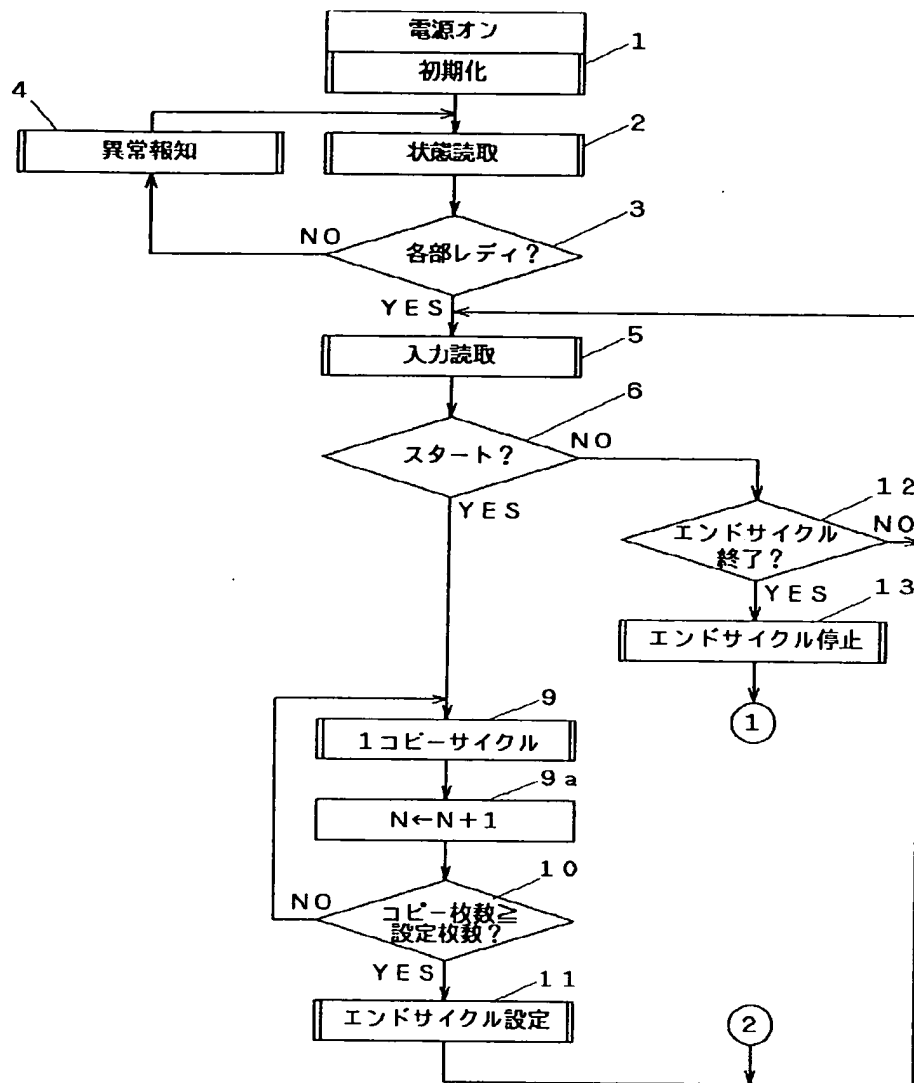 電源オン
初期化
1
4
異常報知
状態読取
2
NO
各部レディ?
3
YES
入力読取
5
6
スタート?
NO
YES
12
エンドサイクル
終了?
NO
YES
13
エンドサイクル停止
1
9
1コピーサイクル
9a
N←N+1
10
NO
コピー枚数≧
設定枚数?
YES
11
エンドサイクル設定
2